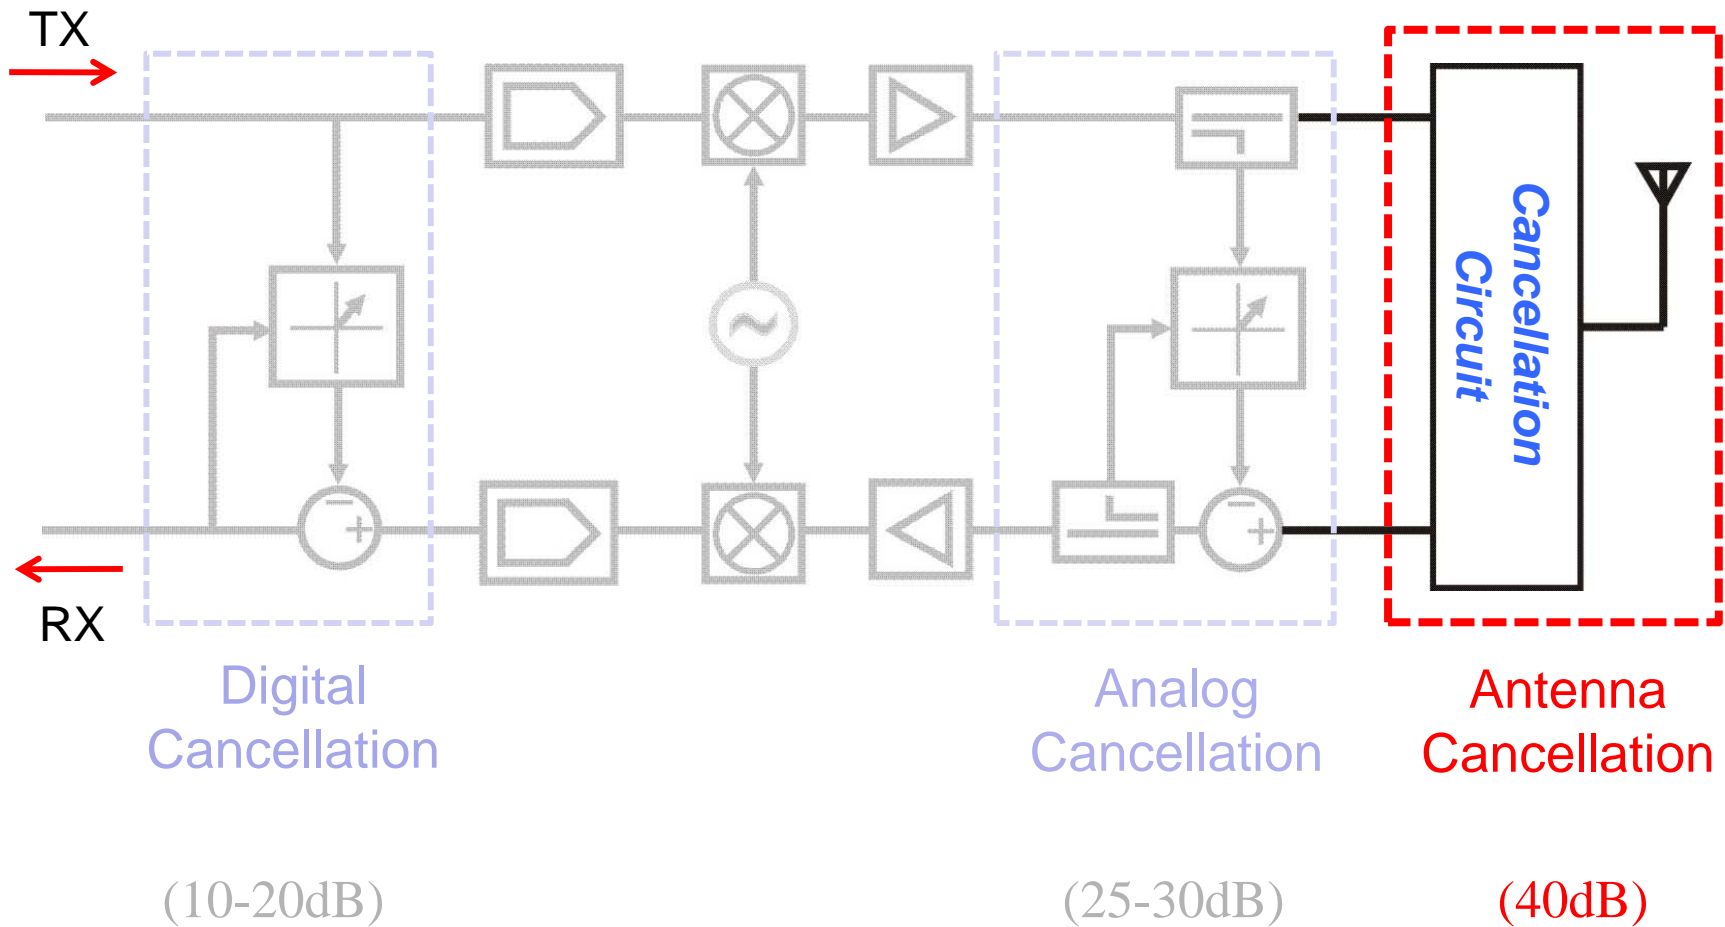 TX
Cancellation
Circuit
RX
Digital
Cancellation
Analog
Cancellation
Antenna
Cancellation
(10-20dB)
(25-30dB)
(40dB)